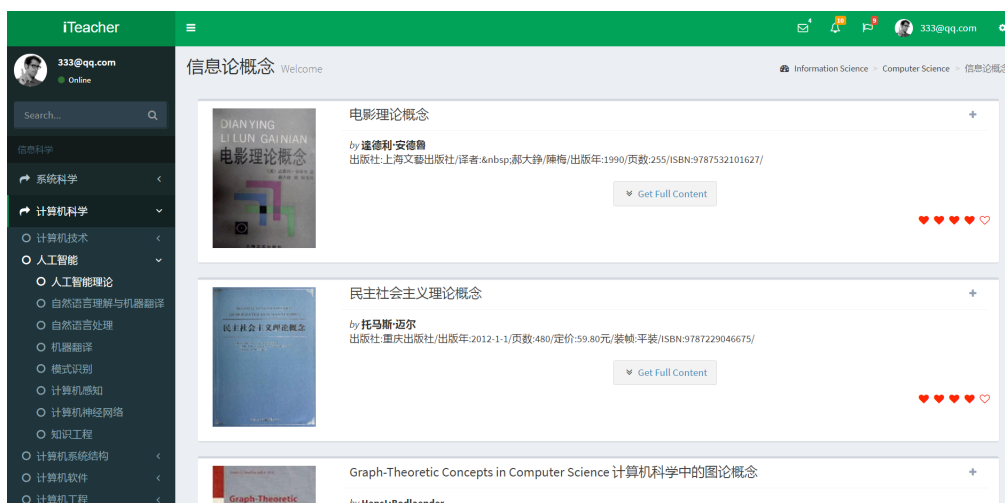 iTeacher
4
10
9
333@qq.com
333@qq.com
Online
Search...
信息科学
系统科学
计算机科学
计算机技术
人工智能
人工智能理论
自然语言理解与机器翻译
自然语言处理
机器翻译
模式识别
计算机感知
计算机神经网络
知识工程
计算机系统结构
计算机软件
计算机工程
信息论概念 Welcome
Information Science > Computer Science > 信息论概念
DIAN YING
LI LUN GAINIAN
电影理论概念
电影理论概念
by 達德利·安德魯
出版社:上海文藝出版社/译者:&nbsp;郝大錚/陳梅/出版年:1990/页数:255/ISBN:9787532101627/
Get Full Content
民主社会主义理论概念
民主社会主义理论概念
by 托马斯·迈尔
出版社:重庆出版社/出版年:2012-1-1/页数:480/定价:59.80元/装帧:平装/ISBN:9787229046675/
Get Full Content
Graph-Theoretic
Graph-Theoretic Concepts in Computer Science 计算机科学中的图论概念
by HansL·Bodlaender